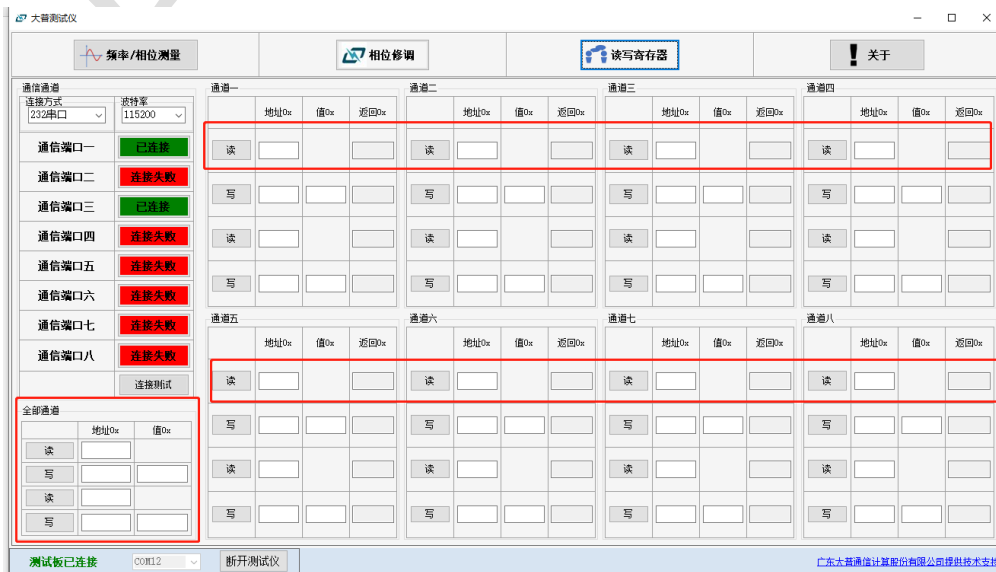 大普测试仪
频率/相位测量
相位修调
读写寄存器
关于
通信通道
连接方式 波特率
232串口 115200
通信端口一 已连接
通信端口二 连接失败
通信端口三 已连接
通信端口四 连接失败
通信端口五 连接失败
通信端口六 连接失败
通信端口七 连接失败
通信端口八 连接失败
连接测试
全部通道
地址0x 值0x
读
写
读
写
通道一
地址0x 值0x 返回0x
读
写
读
写
通道二
地址0x 值0x 返回0x
读
写
读
写
通道三
地址0x 值0x 返回0x
读
写
读
写
通道四
地址0x 值0x 返回0x
读
写
读
写
通道五
地址0x 值0x 返回0x
读
写
读
写
通道六
地址0x 值0x 返回0x
读
写
读
写
通道七
地址0x 值0x 返回0x
读
写
读
写
通道八
地址0x 值0x 返回0x
读
写
读
写
测试板已连接 COM12 断开测试仪 广东大普通信计算股份有限公司提供技术支持